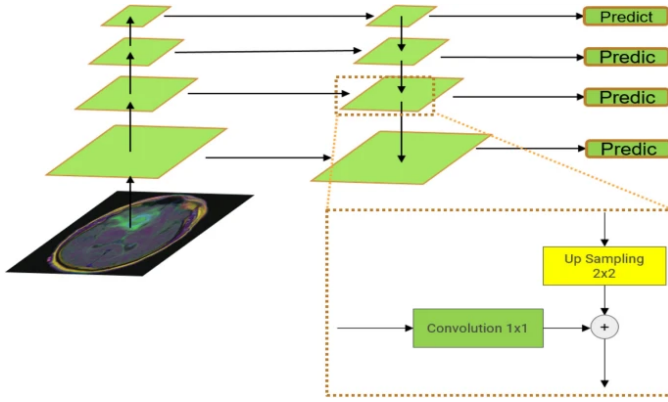 Predict
Predic
Predic
Predic
Up Sampling
2x2
Convolution 1x1
+